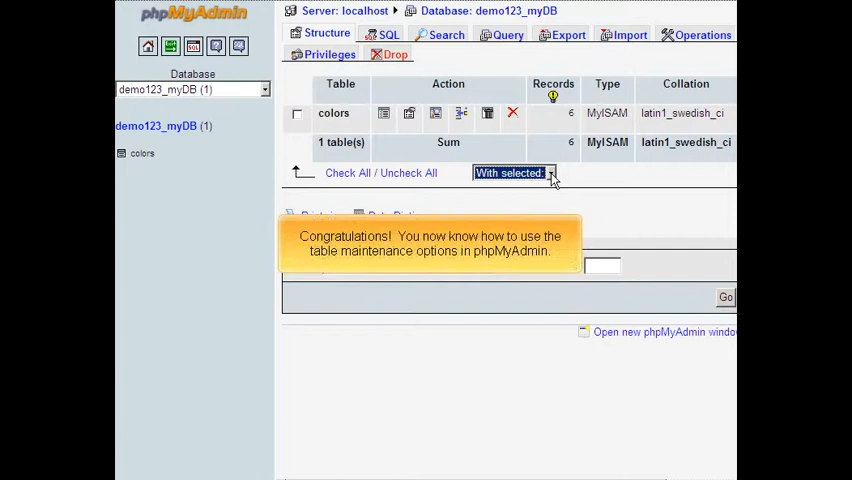 phpMyAdmin
Database
demo123_myDB (1)
demo123_myDB (1)
colors
Server: localhost Database: demo123_myDB
Structure SQL Search Query Export Import Operations
Privileges Drop
Table Action Records Type Collation
colors 6 MyISAM latin1_swedish_ci
1 table(s) Sum 6 MyISAM latin1_swedish_ci
Check All / Uncheck All With selected:
Congratulations! You now know how to use the
table maintenance options in phpMyAdmin.
Go
Open new phpMyAdmin windo